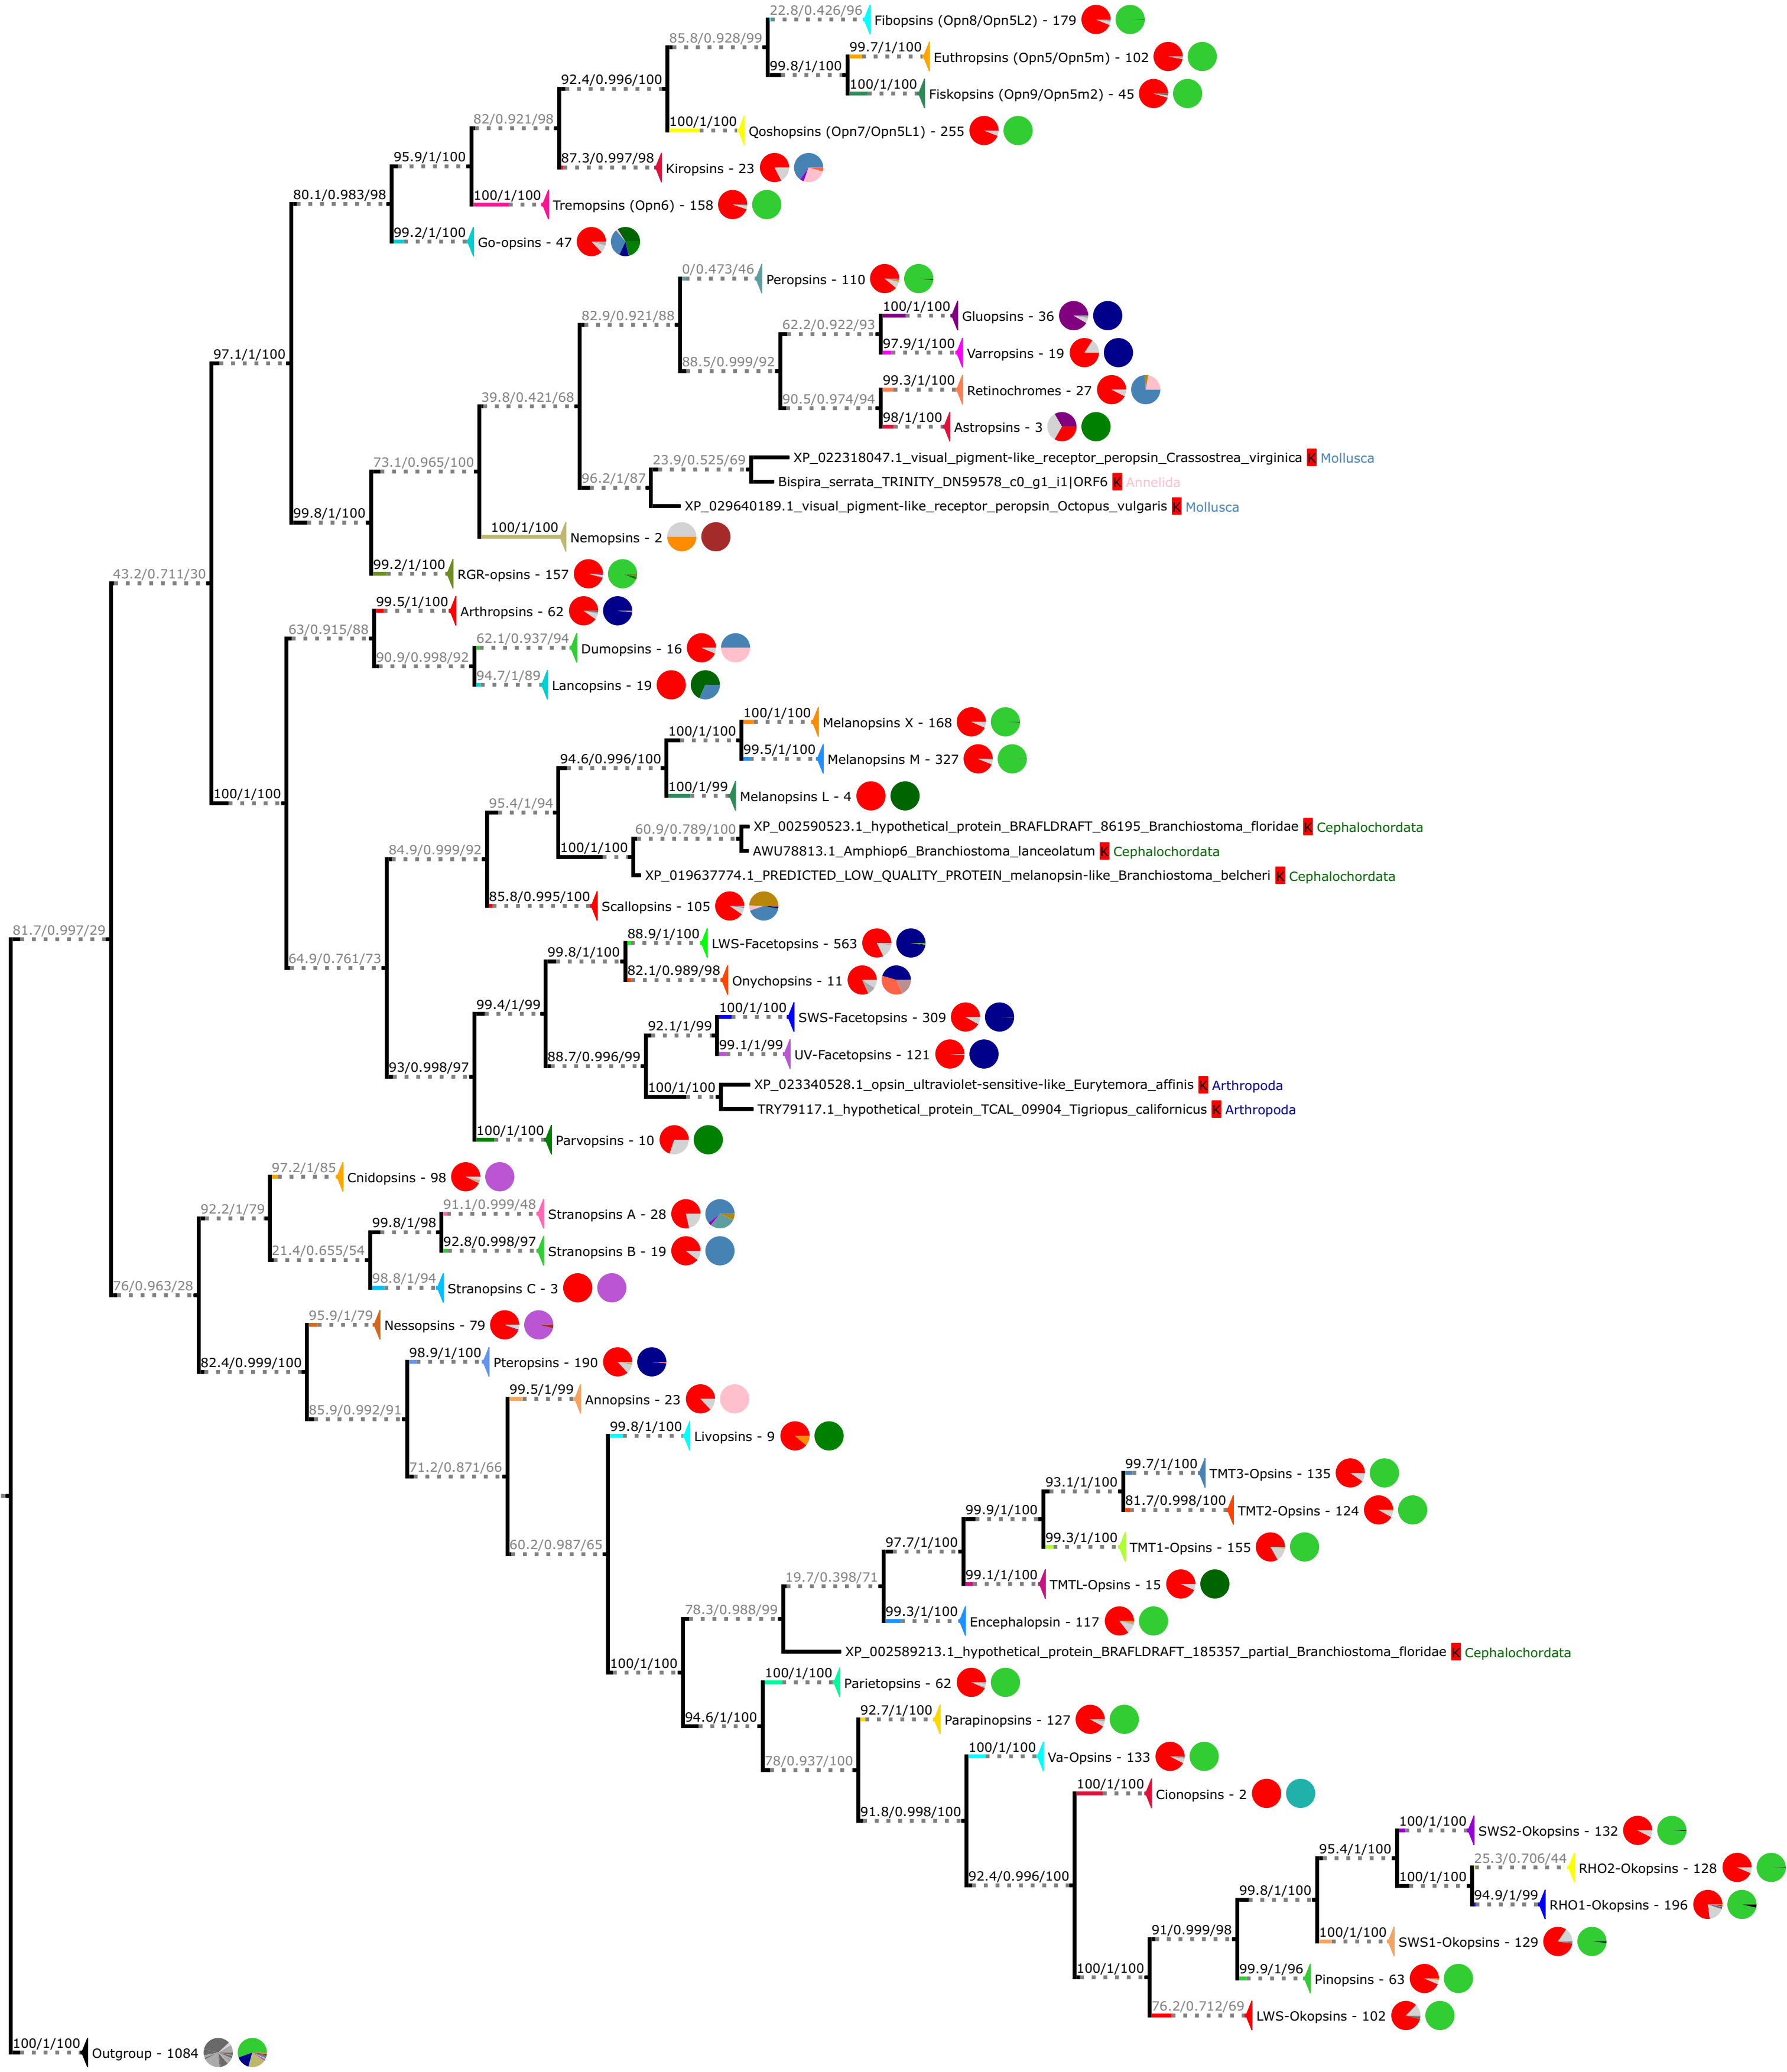 22.8/0.426/96
Fibopsins (Opn8/Opn5L2) - 179
85.8/0.928/99
99.7/1/100
Euthropsins (Opn5/Opn5m) - 102
99.8/1/100
92.4/0.996/100
100/1/100
Fiskopsins (Opn9/Opn5m2) - 45
82/0.921/98
100/1/100
Qoshopsins (Opn7/Opn5L1) - 255
95.9/1/100
87.3/0.997/98
Kiropsins - 23
80.1/0.983/98
100/1/100
Tremopsins (Opn6) - 158
99.2/1/100
Go-opsins - 47
0/0.473/46
Peropsins - 110
100/1/100
Gluopsins - 36
82.9/0.921/88
62.2/0.922/93
97.9/1/100
Varropsins - 19
97.1/1/100
88.5/0.999/92
99.3/1/100
Retinochromes - 27
39.8/0.421/68
90.5/0.974/94
98/1/100
Astropsins - 3
XP_022318047.1_visual_pigment-like_receptor_peropsin_Crassostrea_virginica K Mollusca
73.1/0.965/100
23.9/0.525/69
96.2/1/87
Bispira_serrata_TRINITY_DN59578_c0_g1_i1|ORF6 K Annelida
XP_029640189.1_visual_pigment-like_receptor_peropsin_Octopus_vulgaris K Mollusca
99.8/1/100
100/1/100
Nemopsins - 2
43.2/0.711/30
99.2/1/100
RGR-opsins - 157
99.5/1/100
Arthropsins - 62
63/0.915/88
62.1/0.937/94
Dumopsins - 16
90.9/0.998/92
94.7/1/89
Lancopsins - 19
100/1/100
Melanopsins X - 168
100/1/100
99.5/1/100
Melanopsins M - 327
94.6/0.996/100
100/1/99
Melanopsins L - 4
100/1/100
95.4/1/94
60.9/0.789/100
XP_002590523.1_hypothetical_protein_BRAFLDRAFT_86195_Branchiostoma_floridae K Cephalochordata
84.9/0.999/92
100/1/100
AWU78813.1_Amphiop6_Branchiostoma_lanceolatum K Cephalochordata
XP_019637774.1_PREDICTED_LOW_QUALITY_PROTEIN_melanopsin-like_Branchiostoma_belcheri K Cephalochordata
85.8/0.995/100
Scallopsins - 105
81.7/0.997/29
88.9/1/100
LWS-Facetopsins - 563
64.9/0.761/73
99.8/1/100
82.1/0.989/98
Onychopsins - 11
99.4/1/99
100/1/100
SWS-Facetopsins - 309
92.1/1/99
99.1/1/99
UV-Facetopsins - 121
93/0.998/97
88.7/0.996/99
100/1/100
XP_023340528.1_opsin_ultraviolet-sensitive-like_Eurytemora_affinis K Arthropoda
TRY79117.1_hypothetical_protein_TCAL_09904_Tigriopus_californicus K Arthropoda
100/1/100
Parvopsins - 10
97.2/1/85
Cnidopsins - 98
92.2/1/79
91.1/0.999/48
Stranopsins A - 28
99.8/1/98
92.8/0.998/97
Stranopsins B - 19
21.4/0.655/54
98.8/1/94
Stranopsins C - 3
76/0.963/28
95.9/1/79
Nessopsins - 79
82.4/0.999/100
98.9/1/100
Pteropsins - 190
85.9/0.992/91
99.5/1/99
Annopsins - 23
99.8/1/100
Livopsins - 9
71.2/0.871/66
99.7/1/100
TMT3-Opsins - 135
93.1/1/100
81.7/0.998/100
TMT2-Opsins - 124
99.9/1/100
99.3/1/100
TMT1-Opsins - 155
60.2/0.987/65
97.7/1/100
99.1/1/100
TMTL-Opsins - 15
19.7/0.398/71
99.3/1/100
Encephalopsin - 117
78.3/0.988/99
XP_002589213.1_hypothetical_protein_BRAFLDRAFT_185357_partial_Branchiostoma_floridae K Cephalochordata
100/1/100
100/1/100
Parietopsins - 62
94.6/1/100
92.7/1/100
Parapinopsins - 127
78/0.937/100
100/1/100
Va-Opsins - 133
100/1/100
Cionopsins - 2
91.8/0.998/100
100/1/100
SWS2-Okopsins - 132
95.4/1/100
25.3/0.706/44
RHO2-Okopsins - 128
92.4/0.996/100
100/1/100
99.8/1/100
94.9/1/99
RHO1-Okopsins - 196
91/0.999/98
100/1/100
SWS1-Okopsins - 129
100/1/100
99.9/1/96
Pinopsins - 63
76.2/0.712/69
LWS-Okopsins - 102
100/1/100
Outgroup - 1084